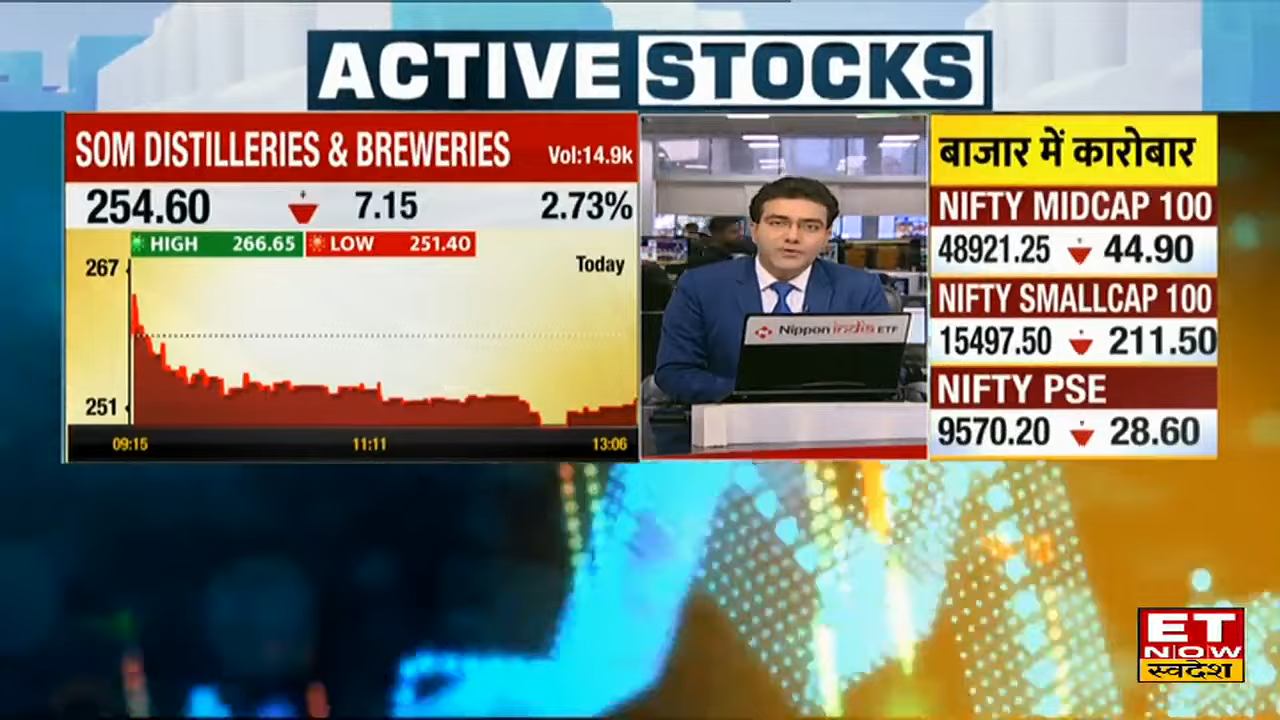 ACTIVE STOCKS
SOM DISTILLERIES & BREWERIES Vol:14.9k
254.60 7.15 2.73%
HIGH 266.65 LOW 251.40
267 Today
251
09:15 11:11 13:06
Nippon india ETF
बाजार में कारोबार
NIFTY MIDCAP 100
48921.25 44.90
NIFTY SMALLCAP 100
15497.50 211.50
NIFTY PSE
9570.20 28.60
ET
NOW
स्वदेश